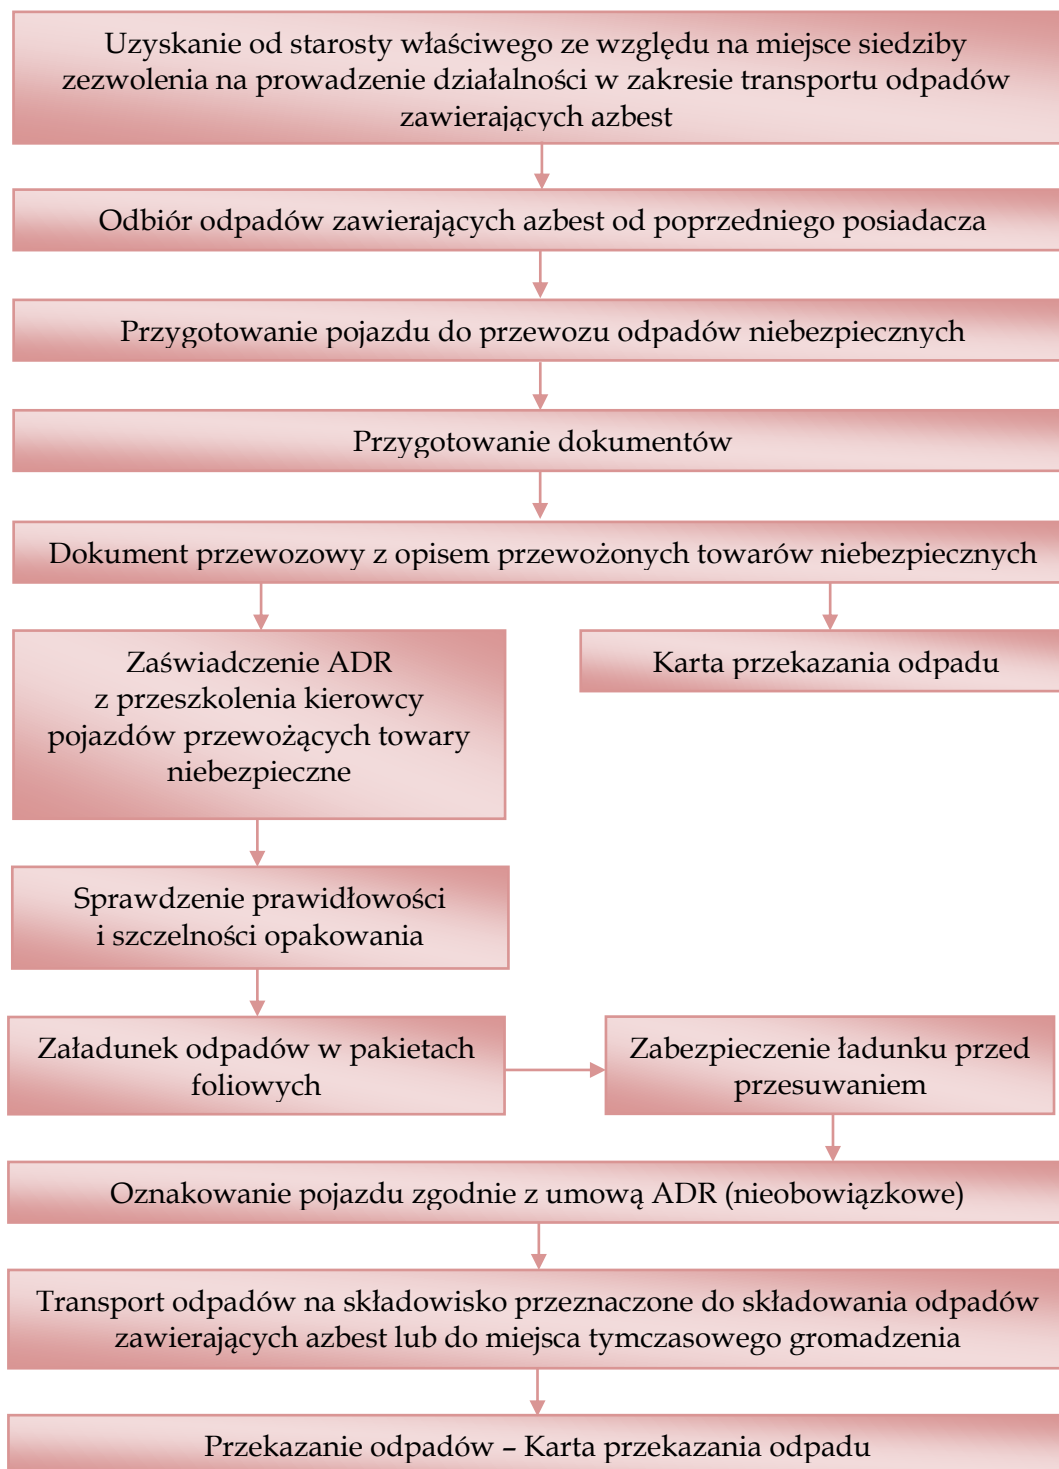 Uzyskanie od starosty właściwego ze względu na miejsce siedziby
zezwolenia na prowadzenie działalności w zakresie transportu odpadów
zawierających azbest
Odbiór odpadów zawierających azbest od poprzedniego posiadacza
Przygotowanie pojazdu do przewozu odpadów niebezpiecznych
Przygotowanie dokumentów
Dokument przewozowy z opisem przewożonych towarów niebezpiecznych
Zaświadczenie ADR
z przeszkolenia kierowcy
pojazdów przewożących towary
niebezpieczne
Karta przekazania odpadu
Sprawdzenie prawidłowości
i szczelności opakowania
Załadunek odpadów w pakietach
foliowych
Zabezpieczenie ładunku przed
przesuwaniem
Oznakowanie pojazdu zgodnie z umową ADR (nieobowiązkowe)
Transport odpadów na składowisko przeznaczone do składowania odpadów
zawierających azbest lub do miejsca tymczasowego gromadzenia
Przekazanie odpadów – Karta przekazania odpadu